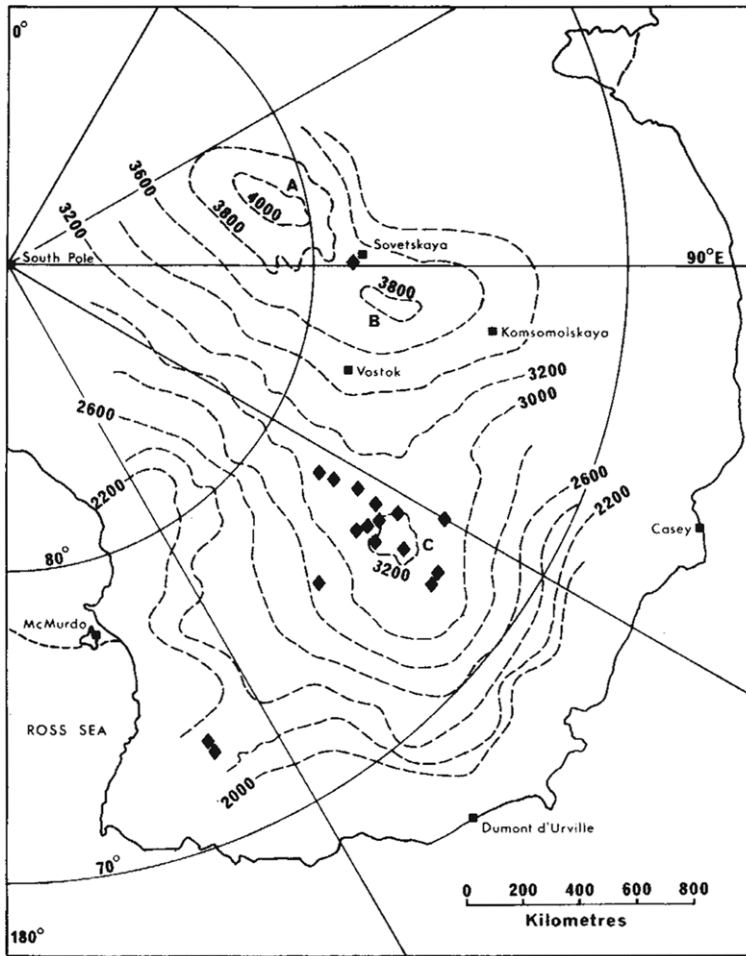 0°
3600
3200
A
4000
3800
Sovetskaya
South Pole
90°E
3800
B
Komsomolskaya
Vostok
3200
3000
2600
2600
2200
2200
Casey
C
3200
80°
McMurdo
ROSS SEA
2000
Dumont d'Urville
70°
0 200 400 600 800
Kilometres
180°